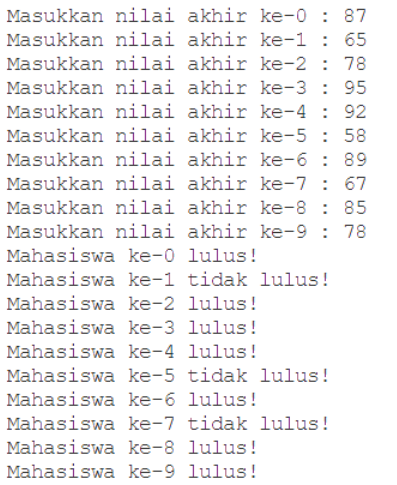 Masukkan nilai akhir ke-0 : 87
Masukkan nilai akhir ke-1 : 65
Masukkan nilai akhir ke-2 : 78
Masukkan nilai akhir ke-3 : 95
Masukkan nilai akhir ke-4 : 92
Masukkan nilai akhir ke-5 : 58
Masukkan nilai akhir ke-6 : 89
Masukkan nilai akhir ke-7 : 67
Masukkan nilai akhir ke-8 : 85
Masukkan nilai akhir ke-9 : 78
Mahasiswa ke-0 lulus!
Mahasiswa ke-1 tidak lulus!
Mahasiswa ke-2 lulus!
Mahasiswa ke-3 lulus!
Mahasiswa ke-4 lulus!
Mahasiswa ke-5 tidak lulus!
Mahasiswa ke-6 lulus!
Mahasiswa ke-7 tidak lulus!
Mahasiswa ke-8 lulus!
Mahasiswa ke-9 lulus!